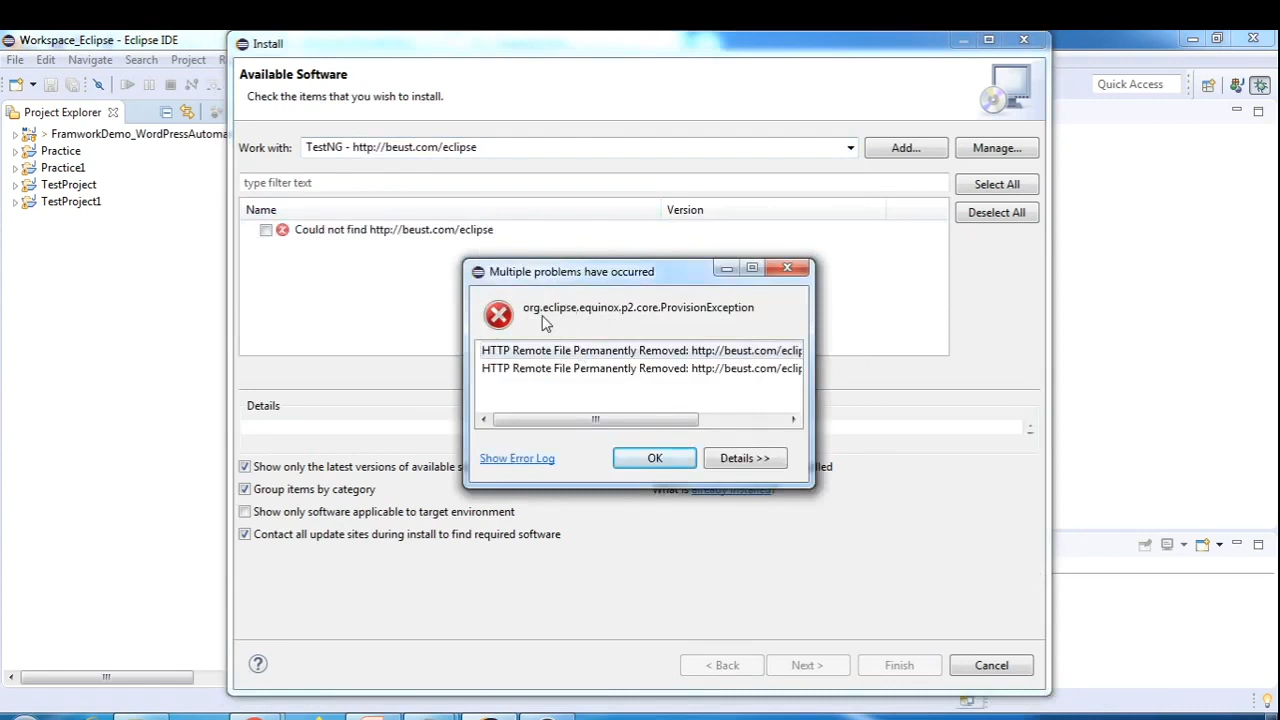 Workspace_Eclipse - Eclipse IDE
File Edit Navigate Search Project
Quick Access
Project Explorer
> FramworkDemo_WordPressAutoma
Practice
Practice1
TestProject
TestProject1
Install
Available Software
Check the items that you wish to install.
Work with: TestNG - http://beust.com/eclipse
Add... Manage...
type filter text
Select All
Deselect All
Name Version
Could not find http://beust.com/eclipse
Multiple problems have occurred
org.eclipse.equinox.p2.core.ProvisionException
HTTP Remote File Permanently Removed: http://beust.com/eclip
HTTP Remote File Permanently Removed: http://beust.com/eclip
Show Error Log OK Details >>
Details
Show only the latest versions of available s
Group items by category
What is already installed
Show only software applicable to target environment
Contact all update sites during install to find required software
? < Back Next > Finish Cancel